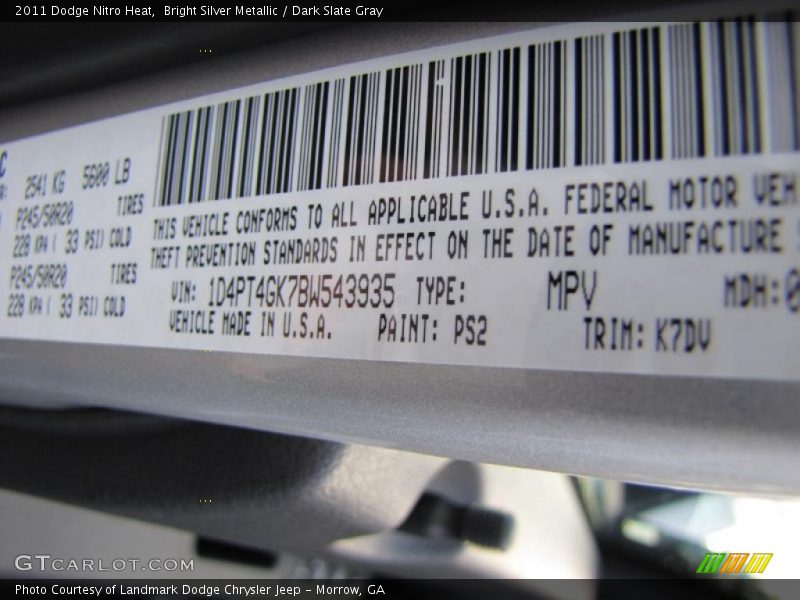 2011 Dodge Nitro Heat,  Bright Silver Metallic / Dark Slate Gray
2541 KG 5600 LB
P245/50R20 TIRES
228 KPA ( 33 PSI) COLD
P245/50R20 TIRES
228 KPA ( 33 PSI) COLD
THIS VEHICLE CONFORMS TO ALL APPLICABLE U.S.A. FEDERAL MOTOR VEH
THEFT PREVENTION STANDARDS IN EFFECT ON THE DATE OF MANUFACTURE
VIN: 1D4PT4GK7BW543935 TYPE: MPV MDH:0
VEHICLE MADE IN U.S.A. PAINT: PS2 TRIM: K7DV
GTCARLOT.COM
Photo Courtesy of Landmark Dodge Chrysler Jeep - Morrow, GA